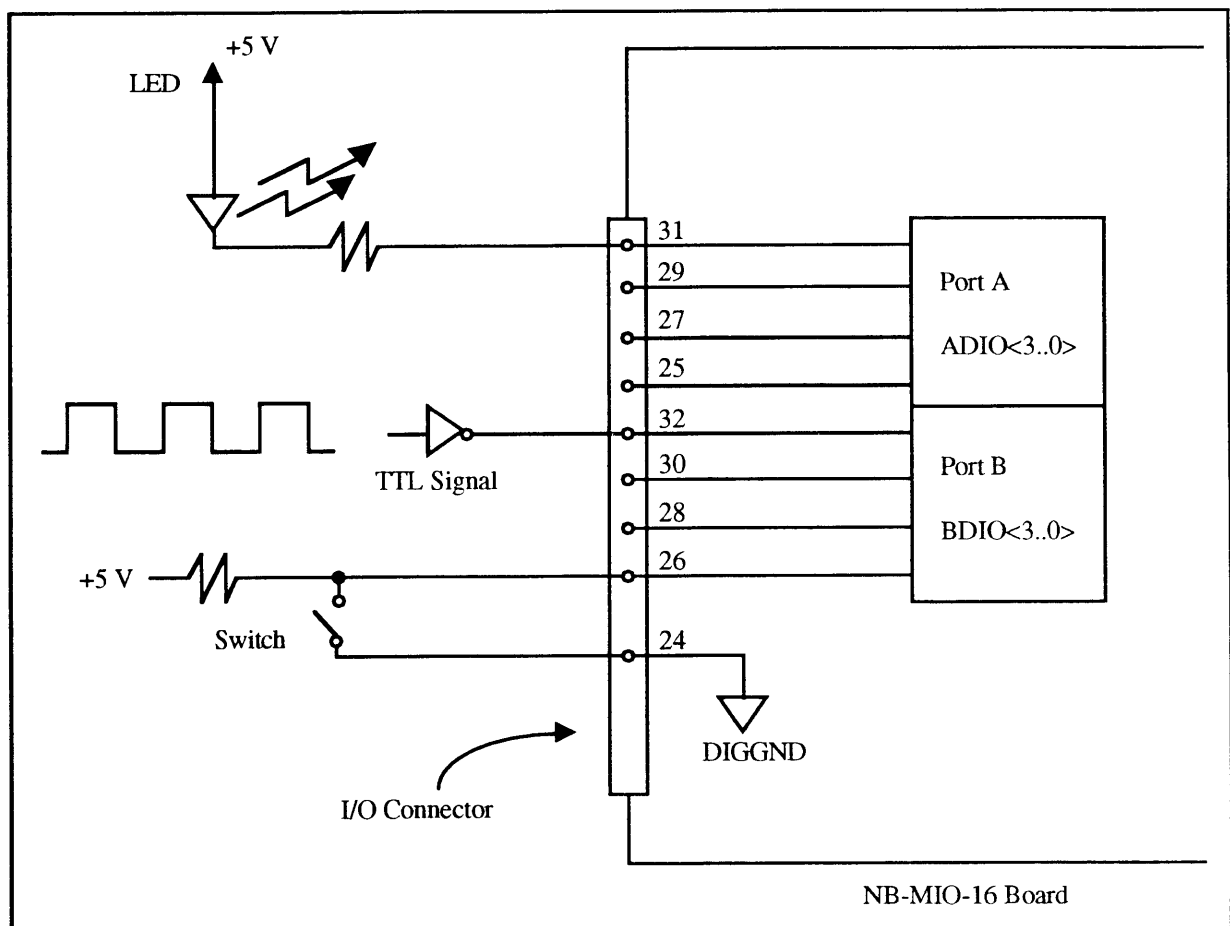 +5 V
LED
31
29
Port A
27
ADIO<3..0>
25
32
TTL Signal
30
Port B
28
BDIO<3..0>
+5 V
26
Switch
24
DIGGND
I/O Connector
NB-MIO-16 Board